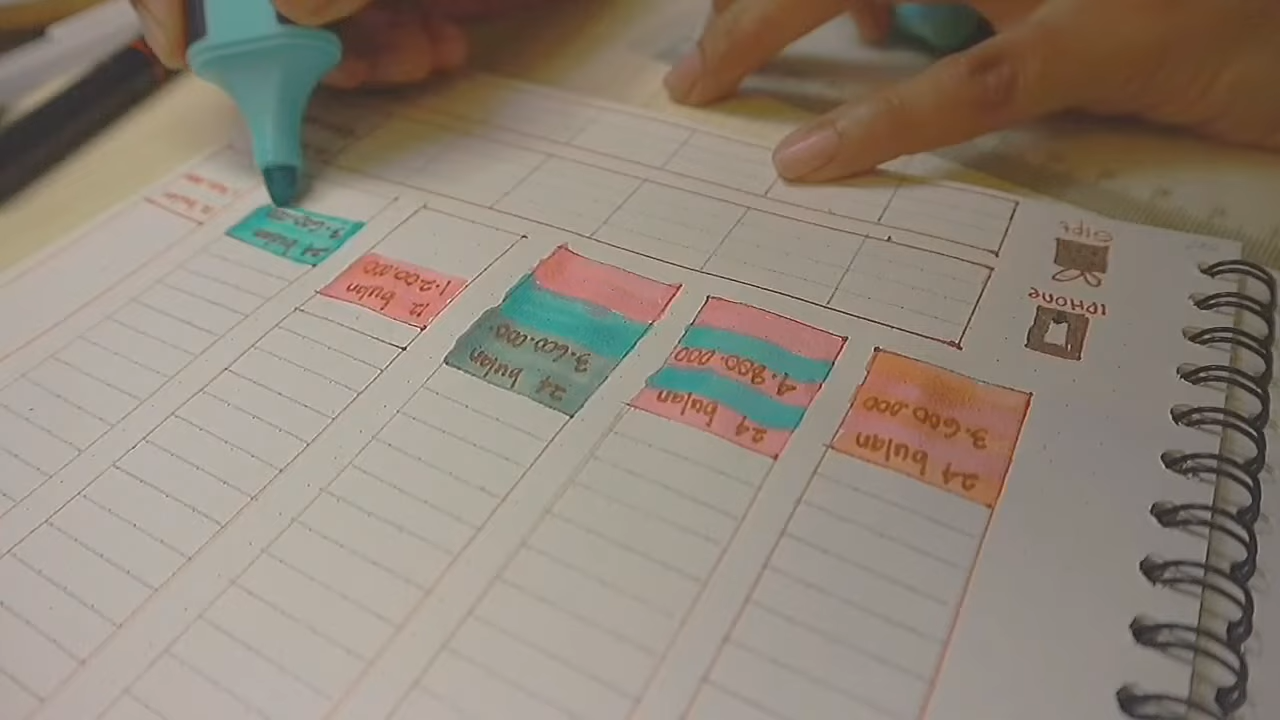 IPHONE
Gift
24 bulan
3.600.000
24 bulan
4.800.000
24 bulan
3.600.000.
12 bulan
1.200.000
24 bulan
3.600.000